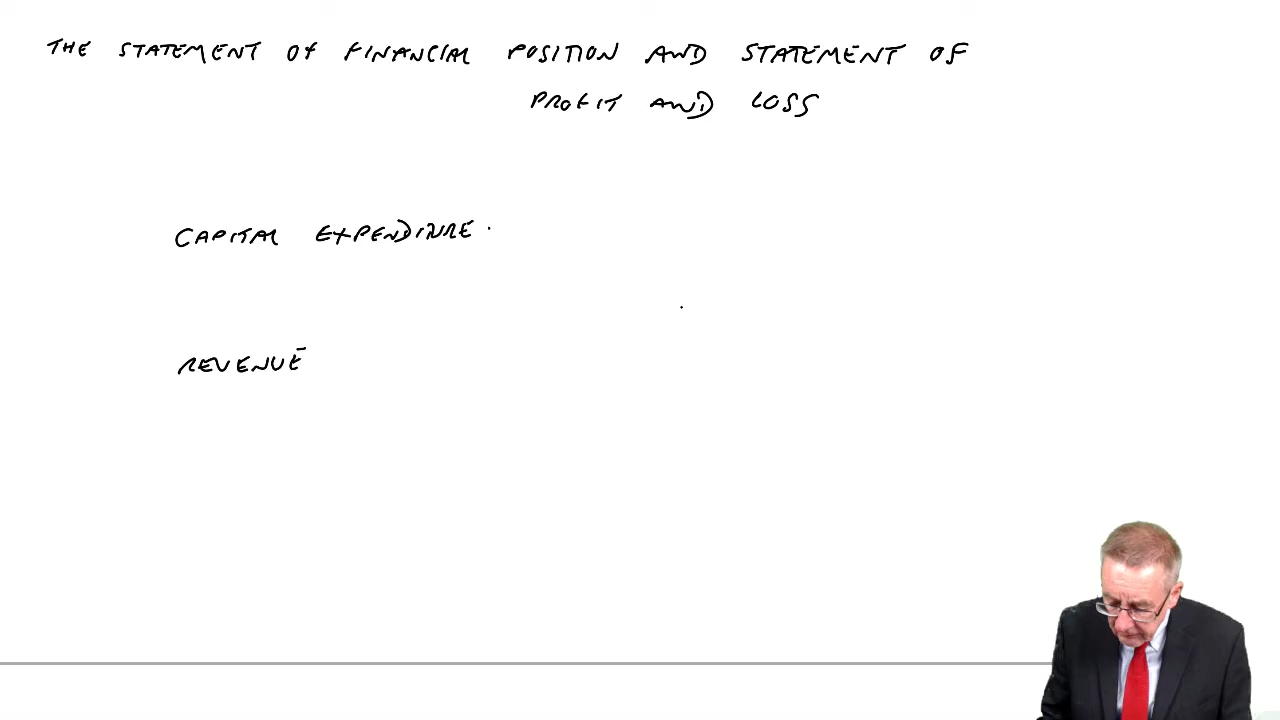 THE STATEMENT OF FINANCIAL POSITION AND STATEMENT OF
PROFIT AND LOSS
CAPITAL EXPENDITURE
REVENUE